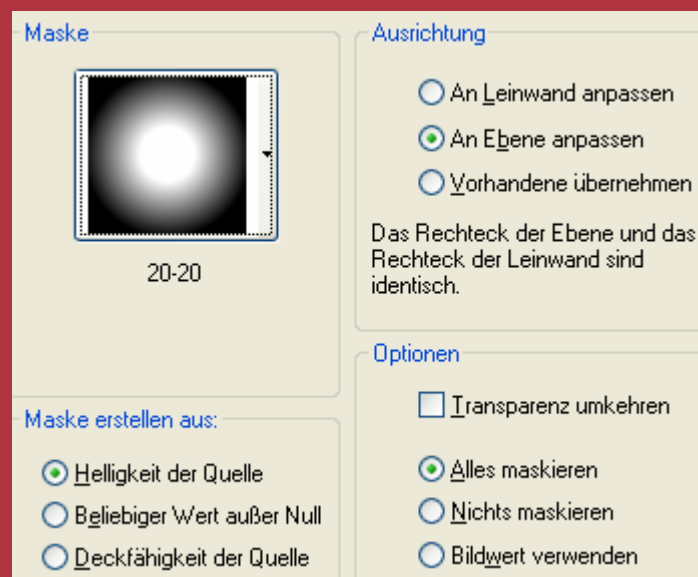 Maske
20-20
Maske erstellen aus:
Helligkeit der Quelle
Beliebiger Wert außer Null
Deckfähigkeit der Quelle
Ausrichtung
An Leinwand anpassen
An Ebene anpassen
Vorhandene übernehmen
Das Rechteck der Ebene und das
Rechteck der Leinwand sind
identisch.
Optionen
Transparenz umkehren
Alles maskieren
Nichts maskieren
Bildwert verwenden